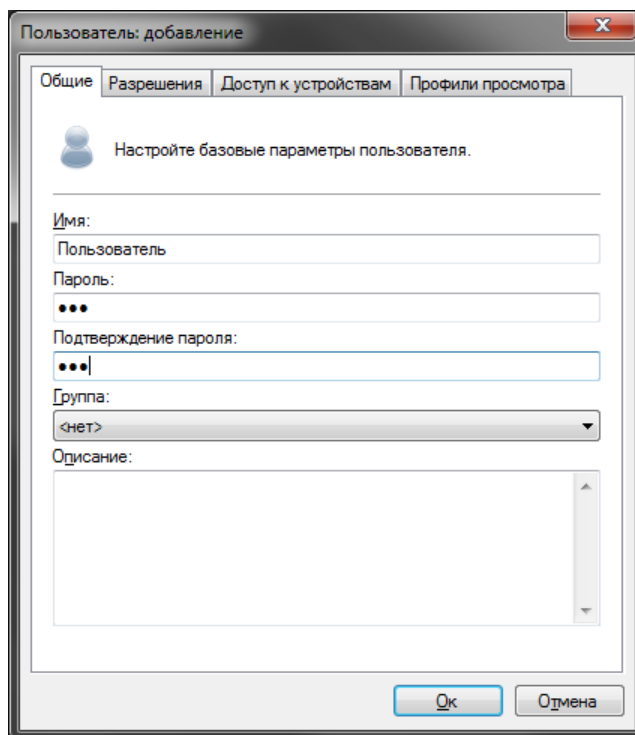 Пользователь: добавление
Общие Разрешения Доступ к устройствам Профили просмотра
Настройте базовые параметры пользователя.
Имя:
Пользователь
Пароль:
●●●
Подтверждение пароля:
●●●
Группа:
<нет>
Описание:
Ок Отмена